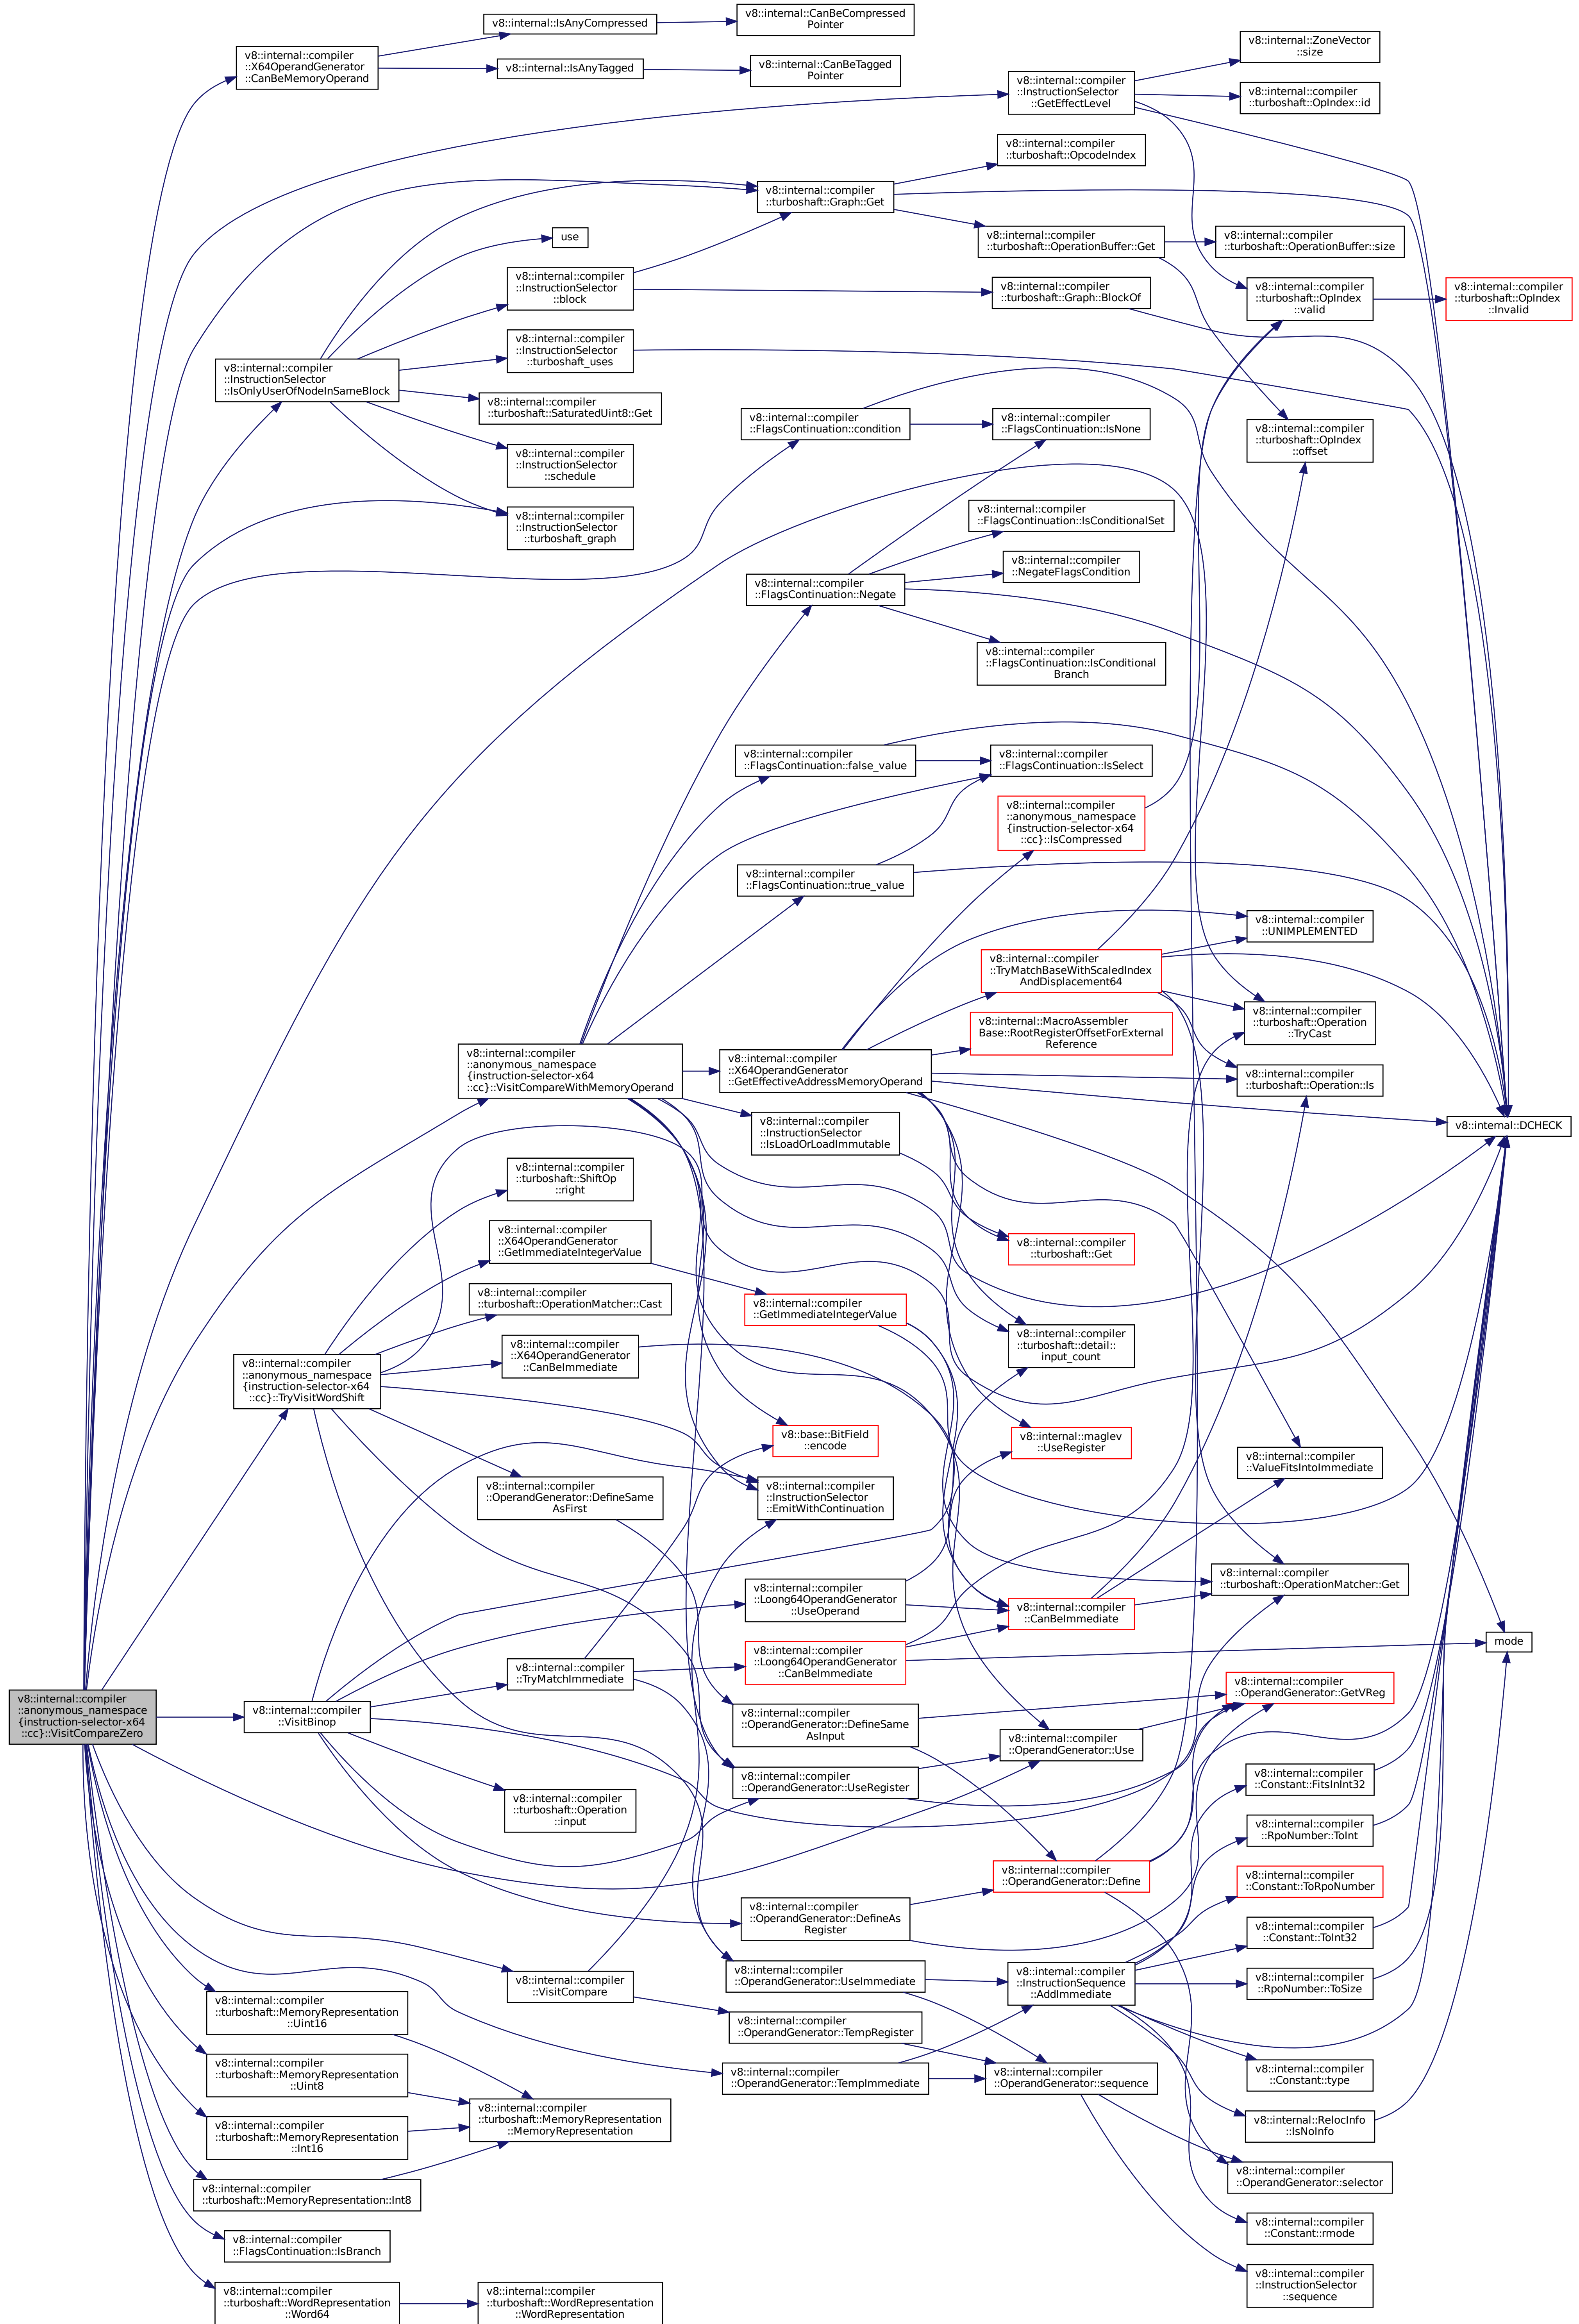 v8::internal::compiler
::anonymous_namespace
{instruction-selector-x64
::cc}::VisitCompareZero
v8::internal::compiler
::X64OperandGenerator
::CanBeMemoryOperand
v8::internal::IsAnyCompressed
v8::internal::CanBeCompressed
Pointer
v8::internal::IsAnyTagged
v8::internal::CanBeTagged
Pointer
v8::internal::compiler
::InstructionSelector
::GetEffectLevel
v8::internal::ZoneVector
::size
v8::internal::compiler
::turboshaft::OpIndex::id
v8::internal::compiler
::turboshaft::OpcodeIndex
v8::internal::compiler
::turboshaft::Graph::Get
v8::internal::compiler
::turboshaft::OperationBuffer::Get
v8::internal::compiler
::turboshaft::OperationBuffer::size
use
v8::internal::compiler
::InstructionSelector
::block
v8::internal::compiler
::turboshaft::Graph::BlockOf
v8::internal::compiler
::turboshaft::OpIndex
::valid
v8::internal::compiler
::turboshaft::OpIndex
::Invalid
v8::internal::compiler
::InstructionSelector
::turboshaft_uses
v8::internal::compiler
::InstructionSelector
::IsOnlyUserOfNodeInSameBlock
v8::internal::compiler
::turboshaft::SaturatedUint8::Get
v8::internal::compiler
::FlagsContinuation::condition
v8::internal::compiler
::FlagsContinuation::IsNone
v8::internal::compiler
::turboshaft::OpIndex
::offset
v8::internal::compiler
::InstructionSelector
::schedule
v8::internal::compiler
::InstructionSelector
::turboshaft_graph
v8::internal::compiler
::FlagsContinuation::IsConditionalSet
v8::internal::compiler
::NegateFlagsCondition
v8::internal::compiler
::FlagsContinuation::Negate
v8::internal::compiler
::FlagsContinuation::IsConditional
Branch
v8::internal::compiler
::FlagsContinuation::false_value
v8::internal::compiler
::FlagsContinuation::IsSelect
v8::internal::compiler
::anonymous_namespace
{instruction-selector-x64
::cc}::IsCompressed
v8::internal::compiler
::FlagsContinuation::true_value
v8::internal::compiler
::UNIMPLEMENTED
v8::internal::compiler
::TryMatchBaseWithScaledIndex
AndDisplacement64
v8::internal::compiler
::turboshaft::Operation
::TryCast
v8::internal::MacroAssembler
Base::RootRegisterOffsetForExternal
Reference
v8::internal::compiler
::anonymous_namespace
{instruction-selector-x64
::cc}::VisitCompareWithMemoryOperand
v8::internal::compiler
::X64OperandGenerator
::GetEffectiveAddressMemoryOperand
v8::internal::compiler
::turboshaft::Operation::Is
v8::internal::DCHECK
v8::internal::compiler
::InstructionSelector
::IsLoadOrLoadImmutable
v8::internal::compiler
::turboshaft::ShiftOp
::right
v8::internal::compiler
::X64OperandGenerator
::GetImmediateIntegerValue
v8::internal::compiler
::turboshaft::Get
v8::internal::compiler
::turboshaft::OperationMatcher::Cast
v8::internal::compiler
::GetImmediateIntegerValue
v8::internal::compiler
::turboshaft::detail::
input_count
v8::internal::compiler
::X64OperandGenerator
::CanBeImmediate
v8::internal::compiler
::anonymous_namespace
{instruction-selector-x64
::cc}::TryVisitWordShift
v8::base::BitField
::encode
v8::internal::maglev
::UseRegister
v8::internal::compiler
::ValueFitsIntoImmediate
v8::internal::compiler
::OperandGenerator::DefineSame
AsFirst
v8::internal::compiler
::InstructionSelector
::EmitWithContinuation
v8::internal::compiler
::turboshaft::OperationMatcher::Get
v8::internal::compiler
::Loong64OperandGenerator
::UseOperand
v8::internal::compiler
::CanBeImmediate
mode
v8::internal::compiler
::TryMatchImmediate
v8::internal::compiler
::Loong64OperandGenerator
::CanBeImmediate
v8::internal::compiler
::OperandGenerator::GetVReg
v8::internal::compiler
::VisitBinop
v8::internal::compiler
::OperandGenerator::DefineSame
AsInput
v8::internal::compiler
::OperandGenerator::Use
v8::internal::compiler
::Constant::FitsInInt32
v8::internal::compiler
::OperandGenerator::UseRegister
v8::internal::compiler
::turboshaft::Operation
::input
v8::internal::compiler
::RpoNumber::ToInt
v8::internal::compiler
::OperandGenerator::Define
v8::internal::compiler
::Constant::ToRpoNumber
v8::internal::compiler
::OperandGenerator::DefineAs
Register
v8::internal::compiler
::Constant::ToInt32
v8::internal::compiler
::VisitCompare
v8::internal::compiler
::OperandGenerator::UseImmediate
v8::internal::compiler
::InstructionSequence
::AddImmediate
v8::internal::compiler
::RpoNumber::ToSize
v8::internal::compiler
::turboshaft::MemoryRepresentation
::Uint16
v8::internal::compiler
::OperandGenerator::TempRegister
v8::internal::compiler
::turboshaft::MemoryRepresentation
::Uint8
v8::internal::compiler
::OperandGenerator::TempImmediate
v8::internal::compiler
::OperandGenerator::sequence
v8::internal::compiler
::Constant::type
v8::internal::compiler
::turboshaft::MemoryRepresentation
::MemoryRepresentation
v8::internal::RelocInfo
::IsNoInfo
v8::internal::compiler
::turboshaft::MemoryRepresentation
::Int16
v8::internal::compiler
::OperandGenerator::selector
v8::internal::compiler
::turboshaft::MemoryRepresentation::Int8
v8::internal::compiler
::Constant::rmode
v8::internal::compiler
::FlagsContinuation::IsBranch
v8::internal::compiler
::InstructionSelector
::sequence
v8::internal::compiler
::turboshaft::WordRepresentation
::Word64
v8::internal::compiler
::turboshaft::WordRepresentation
::WordRepresentation